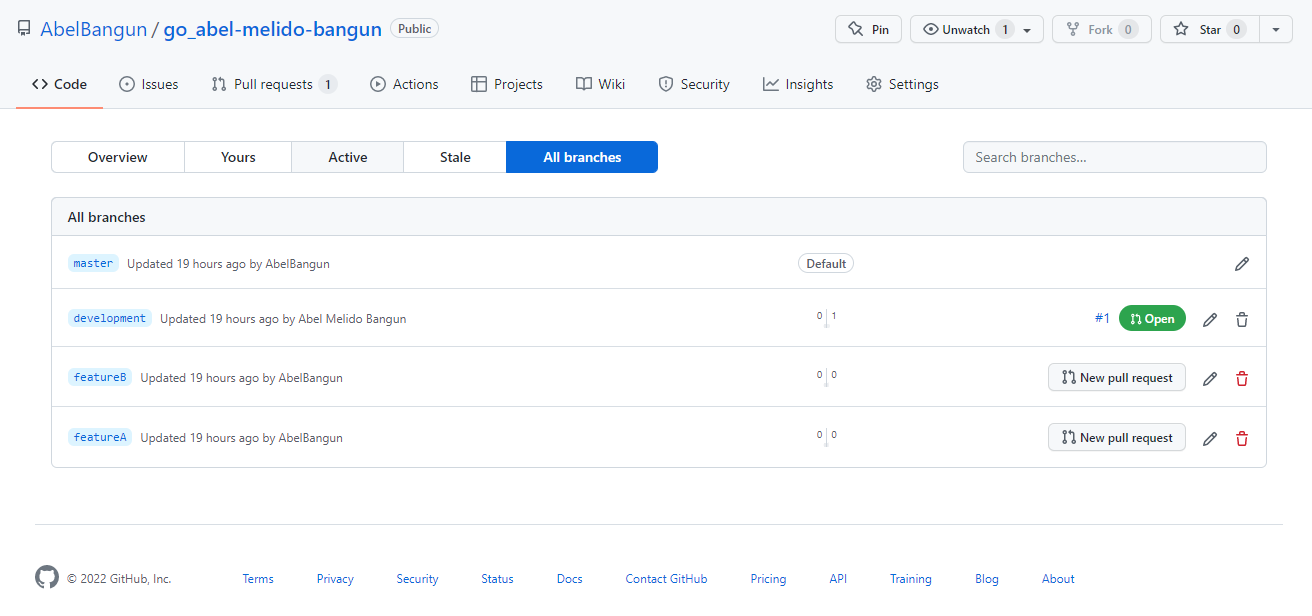 AbelBangun / go_abel-melido-bangun Public Pin Unwatch 1 Fork 0 Star 0
Code Issues Pull requests 1 Actions Projects Wiki Security Insights Settings
Overview Yours Active Stale All branches Search branches...
All branches
master Updated 19 hours ago by AbelBangun Default
development Updated 19 hours ago by Abel Melido Bangun 0 1 #1 Open
featureB Updated 19 hours ago by AbelBangun 0 0 New pull request
featureA Updated 19 hours ago by AbelBangun 0 0 New pull request
© 2022 GitHub, Inc. Terms Privacy Security Status Docs Contact GitHub Pricing API Training Blog About